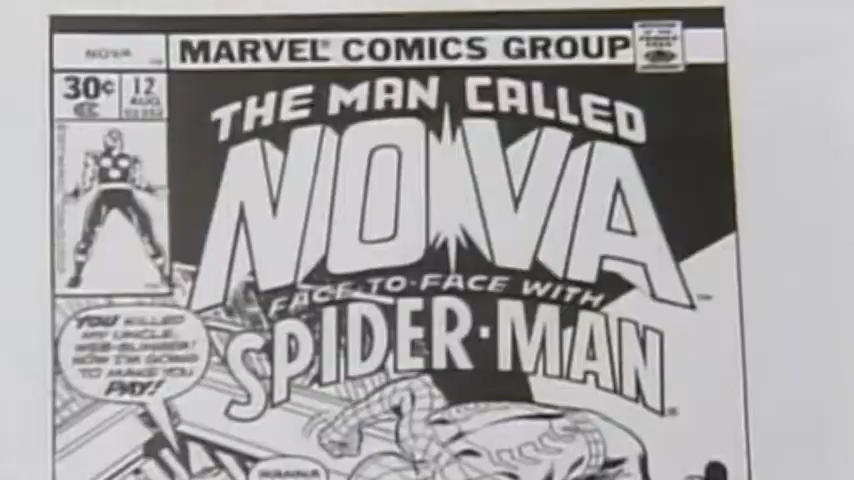 NOVA
MARVEL COMICS GROUP
30¢
12
AUG
THE MAN CALLED
NOVA
FACE-TO-FACE WITH
SPIDER-MAN
YOU KILLED
MY UNCLE,
WEB-SLINGER!
NOW I'M GOING
TO MAKE YOU
PAY!